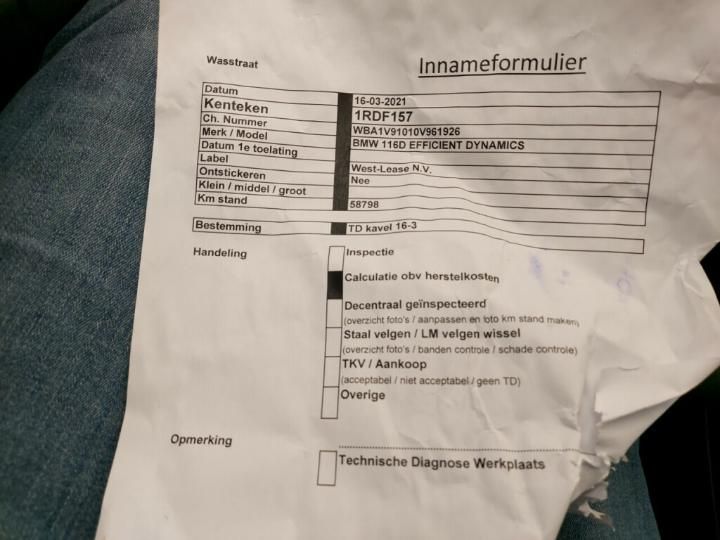 Wasstraat
Innameformulier
Datum 16-03-2021
Kenteken 1RDF157
Ch. Nummer WBA1V91010V961926
Merk / Model BMW 116D EFFICIENT DYNAMICS
Datum 1e toelating
Label West-Lease N.V.
Ontstickeren Nee
Klein / middel / groot
Km stand 58798
Bestemming TD kavel 16-3
Handeling Inspectie
Calculatie obv herstelkosten
Decentraal geïnspecteerd
(overzicht foto's / aanpassen en foto km stand maken)
Staal velgen / LM velgen wissel
(overzicht foto's / banden controle / schade controle)
TKV / Aankoop
(acceptabel / niet acceptabel / geen TD)
Overige
Opmerking
Technische Diagnose Werkplaats